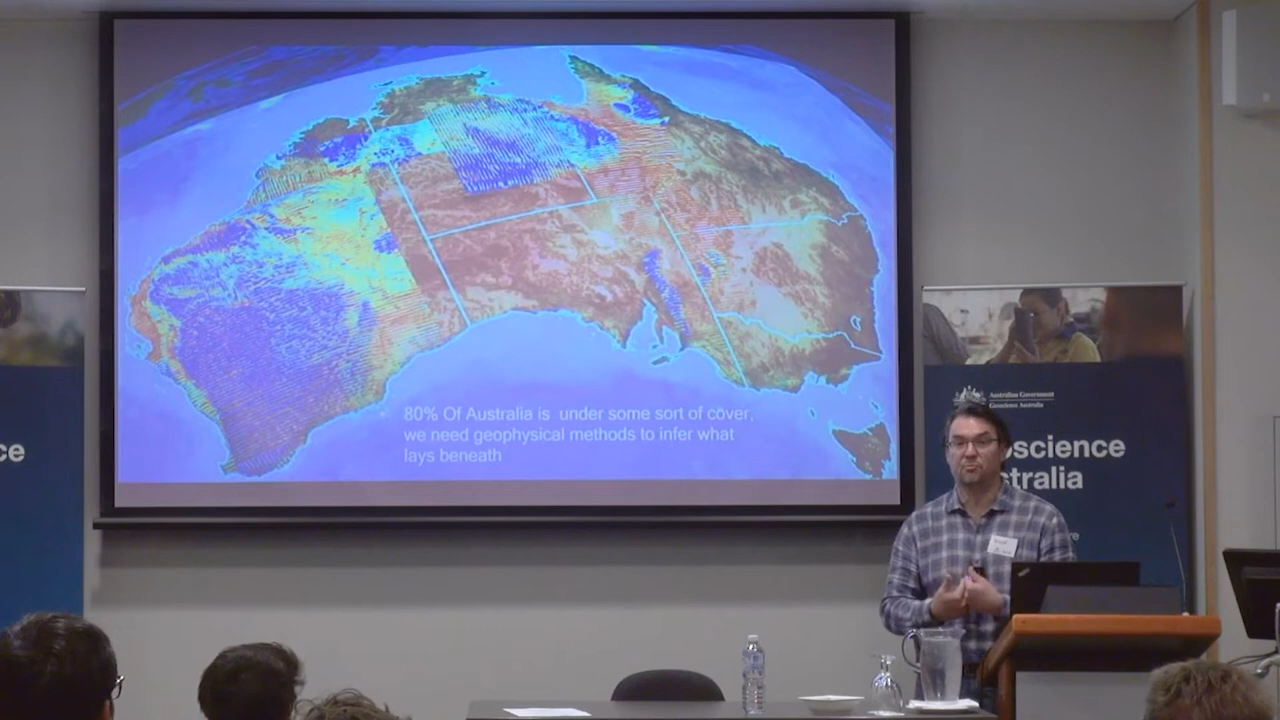 80% Of Australia is  under some sort of cover,
we need geophysical methods to infer what
lays beneath
ce
Australian Government
Geoscience Australia
oscience
stralia